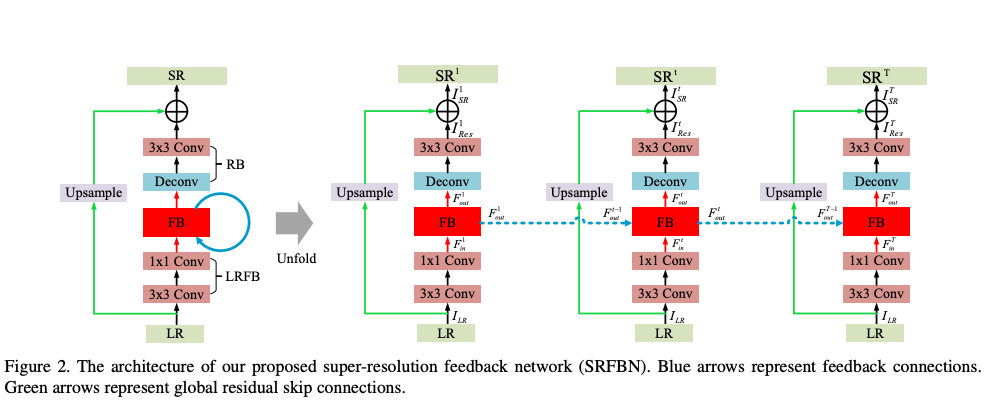 SR
3x3 Conv
Deconv
RB
Upsample
FB
1x1 Conv
3x3 Conv
LRFB
LR
Unfold
SR^1
I_{SR}^1
I_{Res}^1
3x3 Conv
Deconv
F_{out}^1
Upsample
FB
F_{out}^1
F_{in}^1
1x1 Conv
3x3 Conv
I_{LR}
LR
SR^t
I_{SR}^t
I_{Res}^t
3x3 Conv
Deconv
F_{out}^t
Upsample
F_{out}^{t-1}
FB
F_{out}^t
F_{in}^t
1x1 Conv
3x3 Conv
I_{LR}
LR
SR^T
I_{SR}^T
I_{Res}^T
3x3 Conv
Deconv
F_{out}^T
Upsample
F_{out}^{T-1}
FB
F_{in}^T
1x1 Conv
3x3 Conv
I_{LR}
LR
Figure 2. The architecture of our proposed super-resolution feedback network (SRFBN). Blue arrows represent feedback connections.
Green arrows represent global residual skip connections.